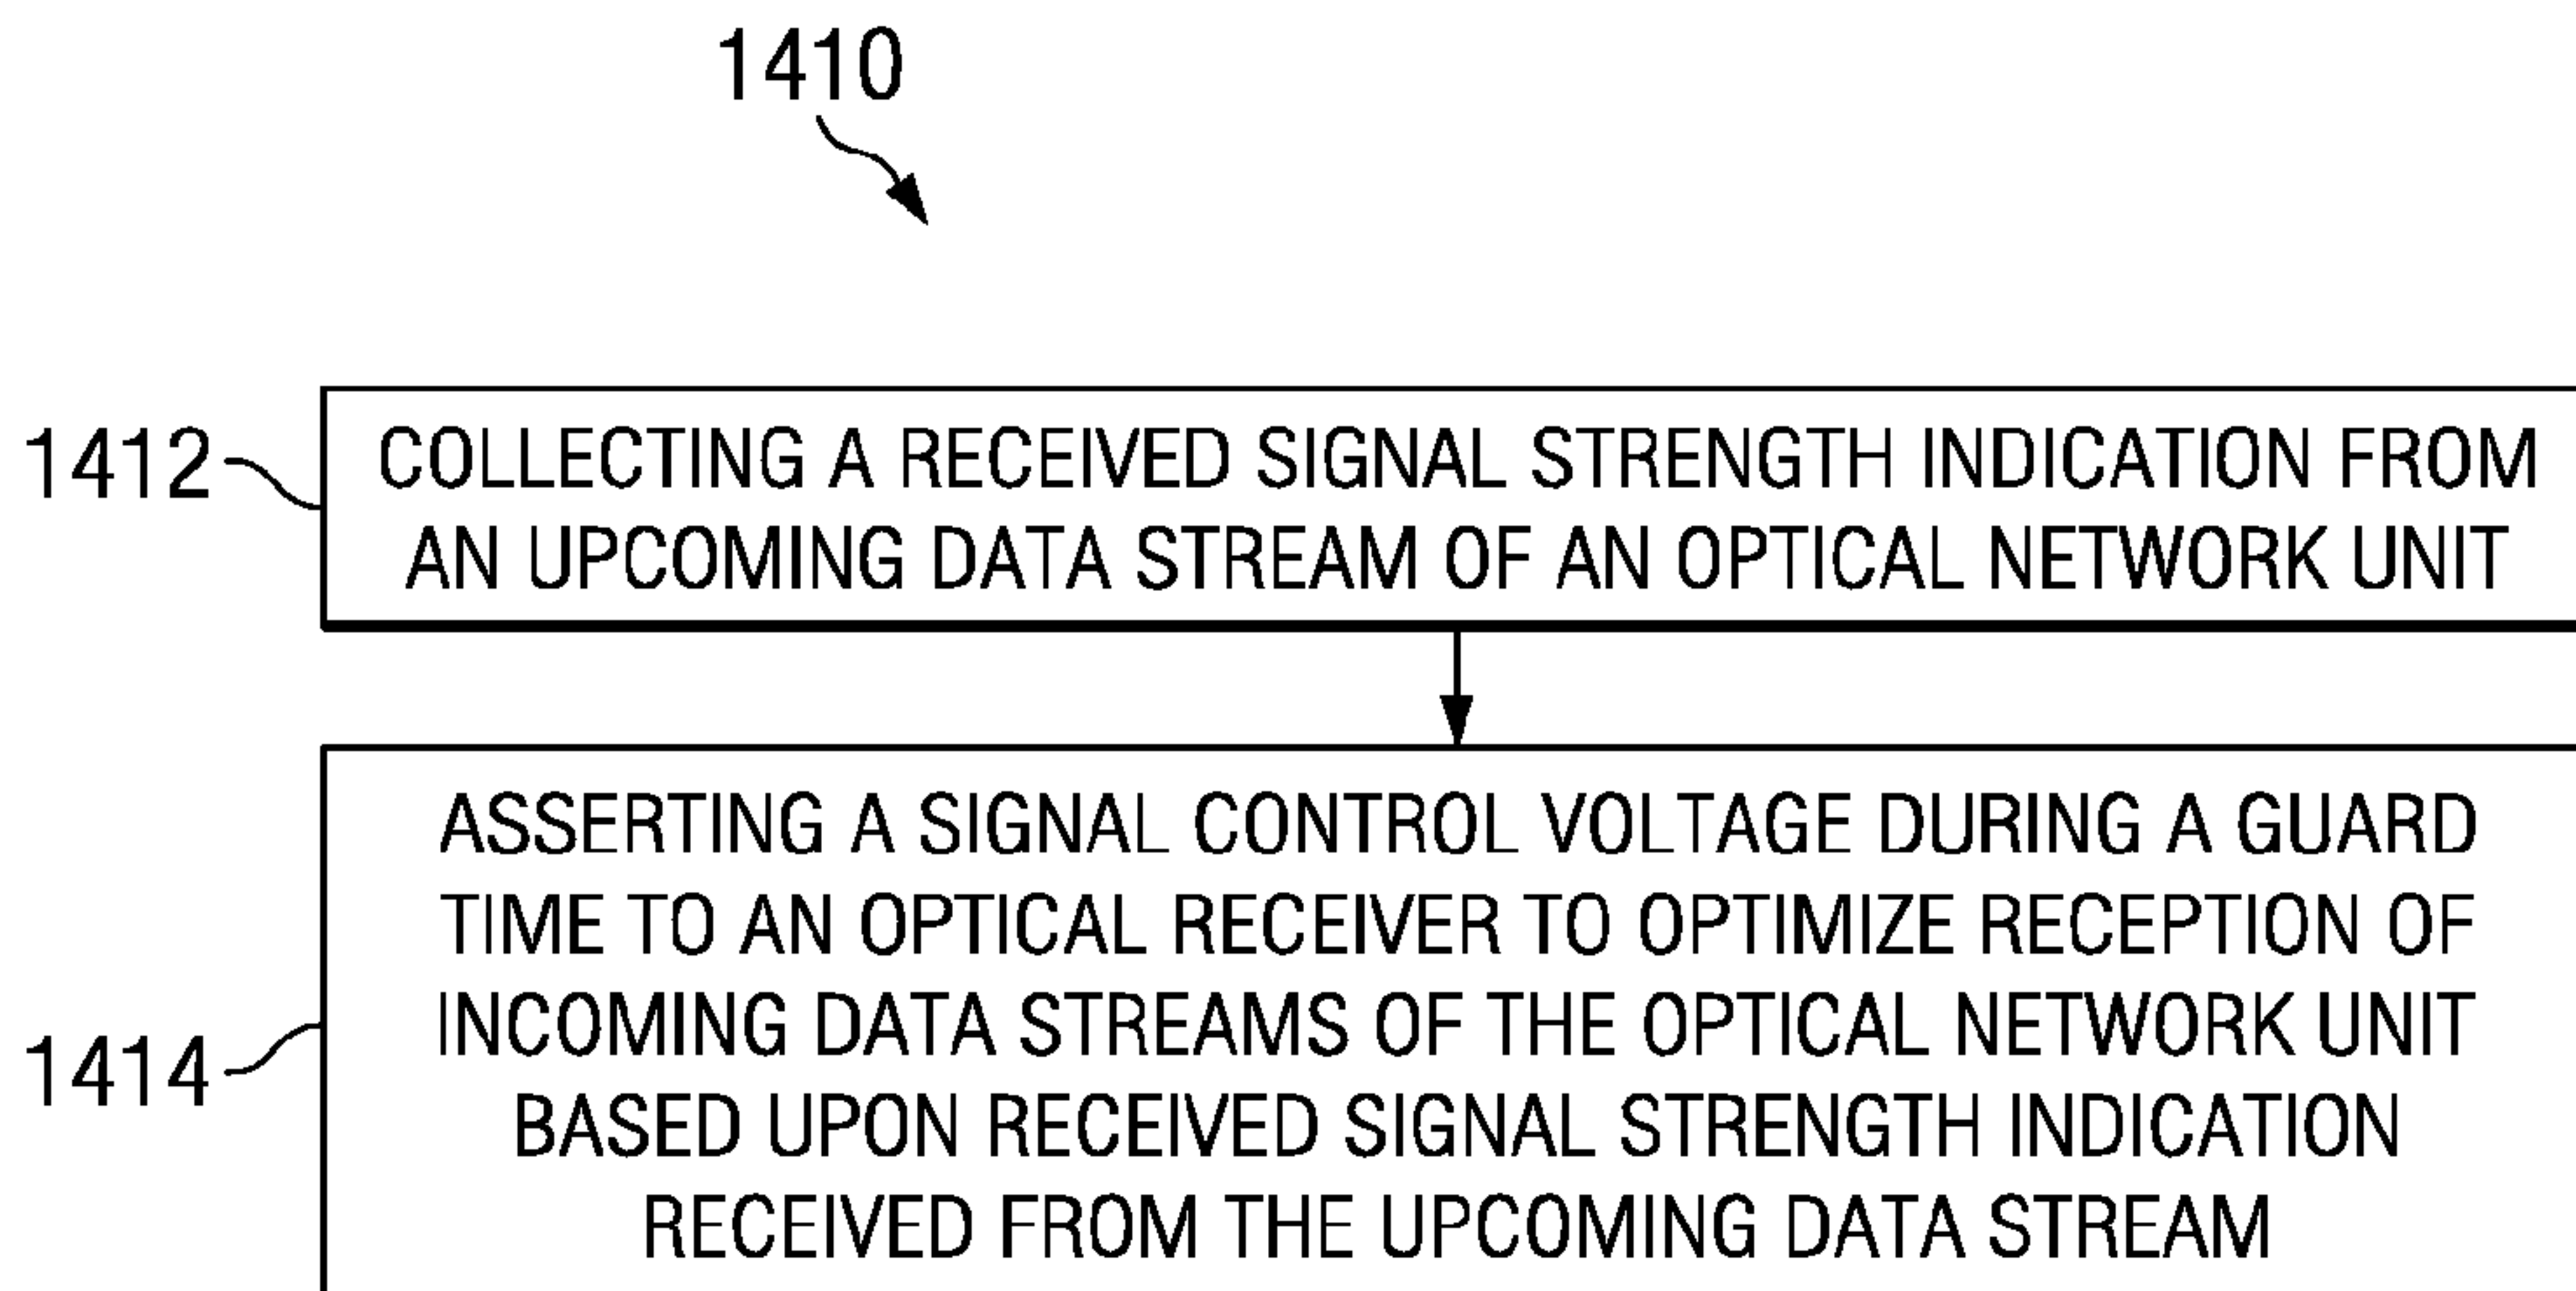 1410
1412
COLLECTING A RECEIVED SIGNAL STRENGTH INDICATION FROM
AN UPCOMING DATA STREAM OF AN OPTICAL NETWORK UNIT
ASSERTING A SIGNAL CONTROL VOLTAGE DURING A GUARD
TIME TO AN OPTICAL RECEIVER TO OPTIMIZE RECEPTION OF
INCOMING DATA STREAMS OF THE OPTICAL NETWORK UNIT
1414
BASED UPON RECEIVED SIGNAL STRENGTH INDICATION
RECEIVED FROM THE UPCOMING DATA STREAM